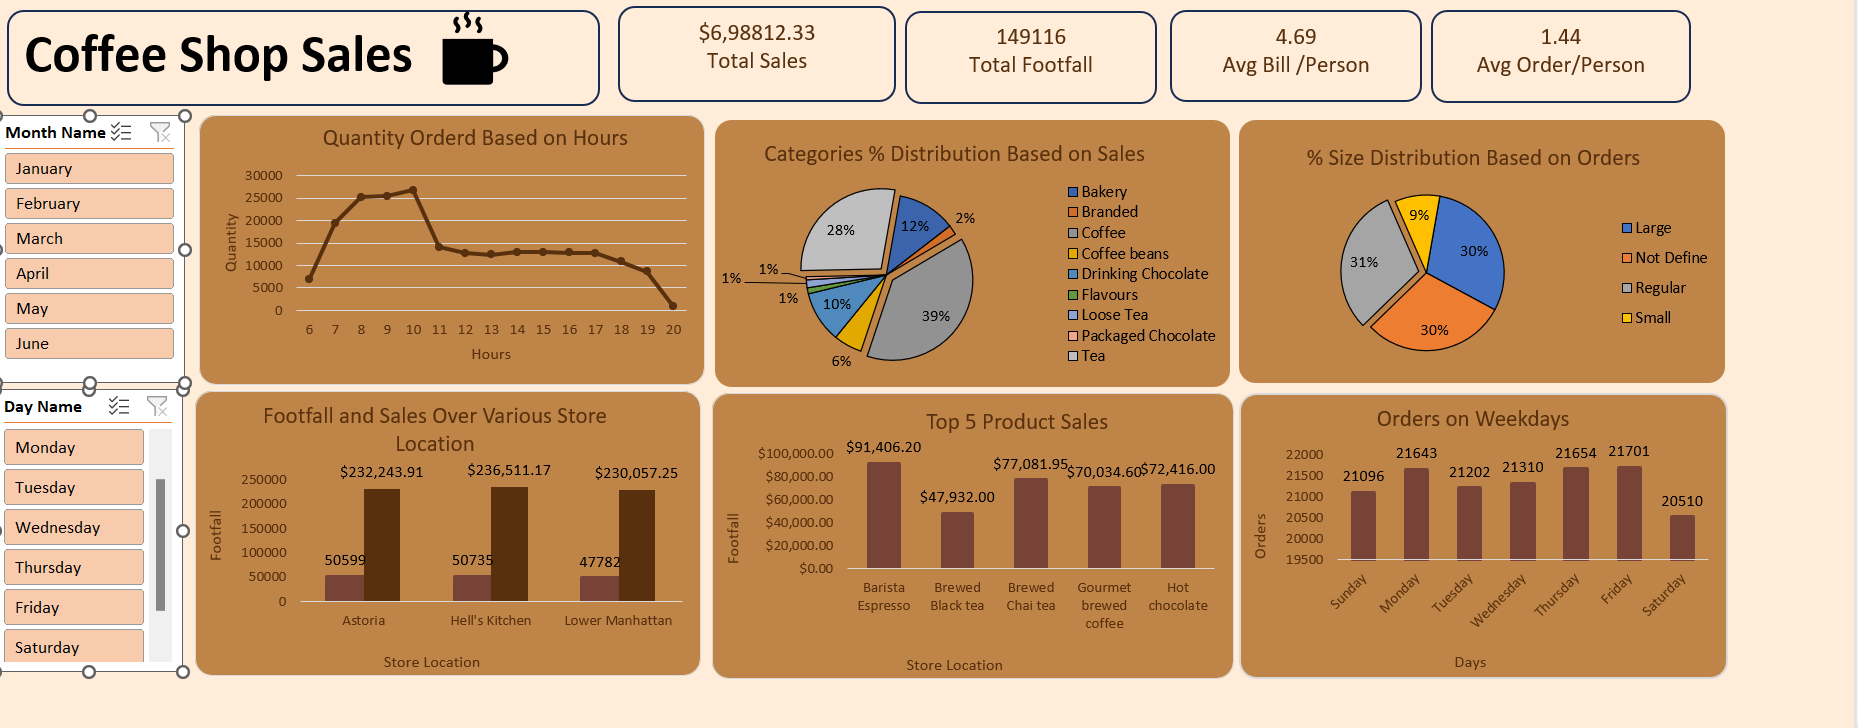 Coffee Shop Sales
$6,98812.33
Total Sales
149116
Total Footfall
4.69
Avg Bill /Person
1.44
Avg Order/Person
Month Name
January
February
March
April
May
June
Day Name
Monday
Tuesday
Wednesday
Thursday
Friday
Saturday
Quantity Orderd Based on Hours
Quantity
30000
25000
20000
15000
10000
5000
0
6 7 8 9 10 11 12 13 14 15 16 17 18 19 20
Hours
Categories % Distribution Based on Sales
12%
2%
39%
6%
10%
1%
1%
1%
28%
Bakery
Branded
Coffee
Coffee beans
Drinking Chocolate
Flavours
Loose Tea
Packaged Chocolate
Tea
% Size Distribution Based on Orders
30%
30%
31%
9%
Large
Not Define
Regular
Small
Footfall and Sales Over Various Store
Location
Footfall
250000
200000
150000
100000
50000
0
$232,243.91 $236,511.17 $230,057.25
50599 50735 47782
Astoria Hell's Kitchen Lower Manhattan
Store Location
Top 5 Product Sales
Footfall
$100,000.00
$80,000.00
$60,000.00
$40,000.00
$20,000.00
$0.00
$91,406.20
$47,932.00
$77,081.95
$70,034.60
$72,416.00
Barista
Espresso
Brewed
Black tea
Brewed
Chai tea
Gourmet
brewed
coffee
Hot
chocolate
Store Location
Orders on Weekdays
Orders
22000
21500
21000
20500
20000
19500
21096
21643
21202
21310
21654
21701
20510
Sunday
Monday
Tuesday
Wednesday
Thursday
Friday
Saturday
Days